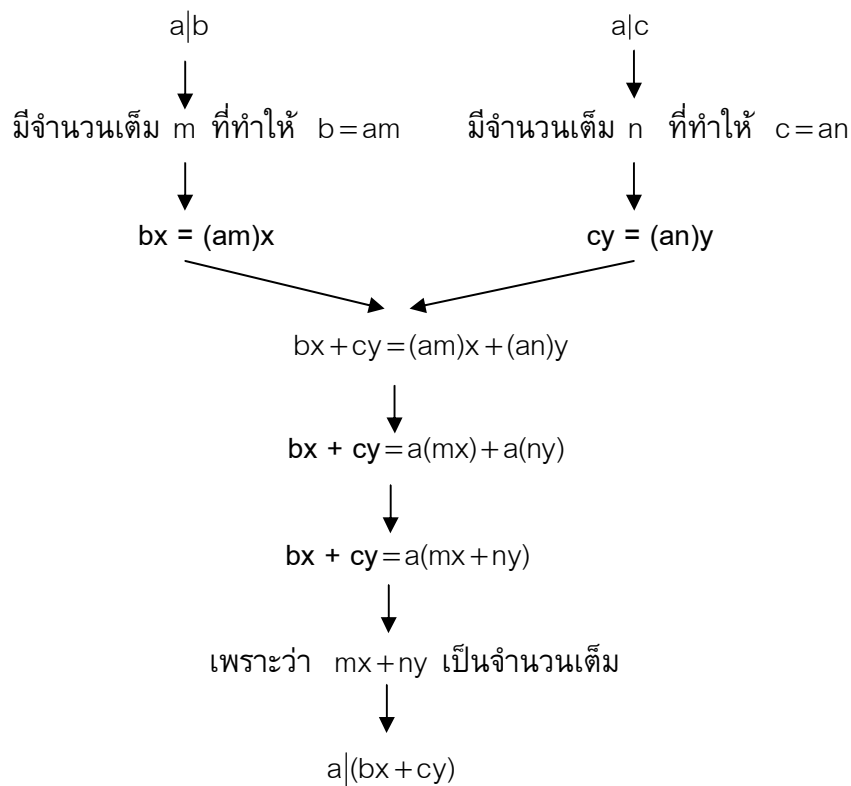 a|b
a|c
มีจำนวนเต็ม m ที่ทำให้ b=am
มีจำนวนเต็ม n ที่ทำให้ c=an
bx = (am)x
cy = (an)y
bx+cy=(am)x+(an)y
bx + cy=a(mx)+a(ny)
bx + cy=a(mx+ny)
เพราะว่า mx+ny เป็นจำนวนเต็ม
a|(bx+cy)